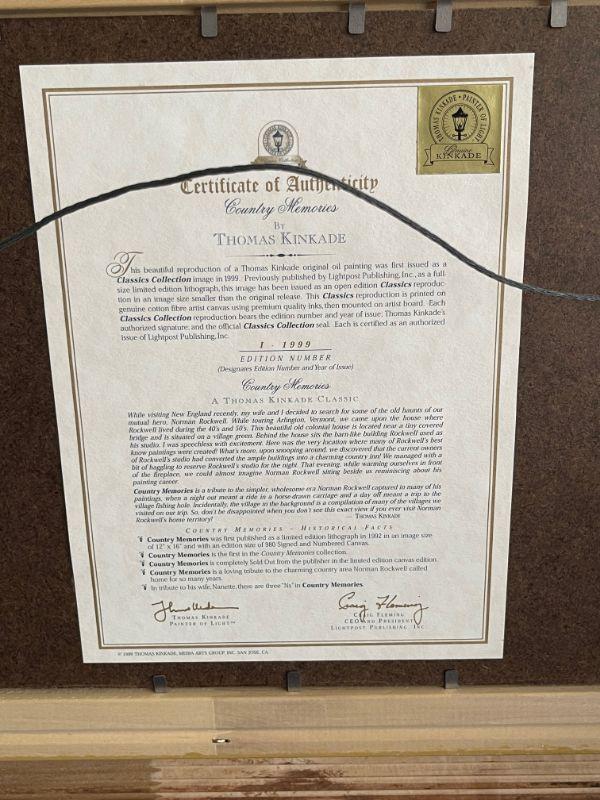 THOMAS KINKADE • PAINTER OF LIGHT
Genuine
KINKADE
Certificate of Authenticity
Country Memories
BY
THOMAS KINKADE
This beautiful reproduction of a Thomas Kinkade original oil painting was first issued as a
Classics Collection image in 1999. Previously published by Lightpost Publishing, Inc., as a full
size limited edition lithograph, this image has been issued as an open edition Classics reproduc-
tion in an image size smaller than the original release. This Classics reproduction is printed on
genuine cotton fibre artist canvas using premium quality inks, then mounted on artist board. Each
Classics Collection reproduction bears the edition number and year of issue, Thomas Kinkade's
authorized signature, and the official Classics Collection seal. Each is certified as an authorized
issue of Lightpost Publishing, Inc.
1 - 1999
EDITION NUMBER
(Designates Edition Number and Year of Issue)
Country Memories
A THOMAS KINKADE CLASSIC
While visiting New England recently, my wife and I decided to search for some of the old haunts of our
mutual hero, Norman Rockwell. While touring Arlington, Vermont, we came upon the house where
Rockwell lived during the 40's and 50's. This beautiful old colonial house is located near a tiny covered
bridge and is situated on a village green. Behind the house sits the barn-like building Rockwell used as
his studio. I was speechless with excitement. Here was the very location where many of Rockwell's best
know paintings were created! What's more, upon snooping around, we discovered that the current owners
of Rockwell's studio had converted the ample buildings into a charming country inn! We managed with a
bit of haggling to reserve Rockwell's studio for the night. That evening, while warming ourselves in front
of the fireplace, we could almost imagine Norman Rockwell sitting beside us reminiscing about his
painting career.
Country Memories is a tribute to the simpler, wholesome era Norman Rockwell captured in many of his
paintings, when a night out meant a ride in a horse-drawn carriage and a day off meant a trip to the
village fishing hole. Incidentally, the village in the background is a compilation of many of the villages we
visited on our trip. So, don't be disappointed when you don't see this exact view if you ever visit Norman
Rockwell's home territory! — THOMAS KINKADE
COUNTRY MEMORIES - HISTORICAL FACTS
Country Memories was first published as a limited edition lithograph in 1992 in an image size
of 12" x 16" and with an edition size of 980 Signed and Numbered Canvas.
Country Memories is the first in the Country Memories collection.
Country Memories is completely Sold Out from the publisher in the limited edition canvas edition.
Country Memories is a loving tribute to the charming country area Norman Rockwell called
home for so many years.
In tribute to his wife, Nanette, there are three "Ns" in Country Memories.
THOMAS KINKADE
PAINTER OF LIGHT™
Craig Fleming
CRAIG FLEMING
CEO AND PRESIDENT
LIGHTPOST PUBLISHING, INC.
© 1999 THOMAS KINKADE, MEDIA ARTS GROUP, INC. SAN JOSE, CA